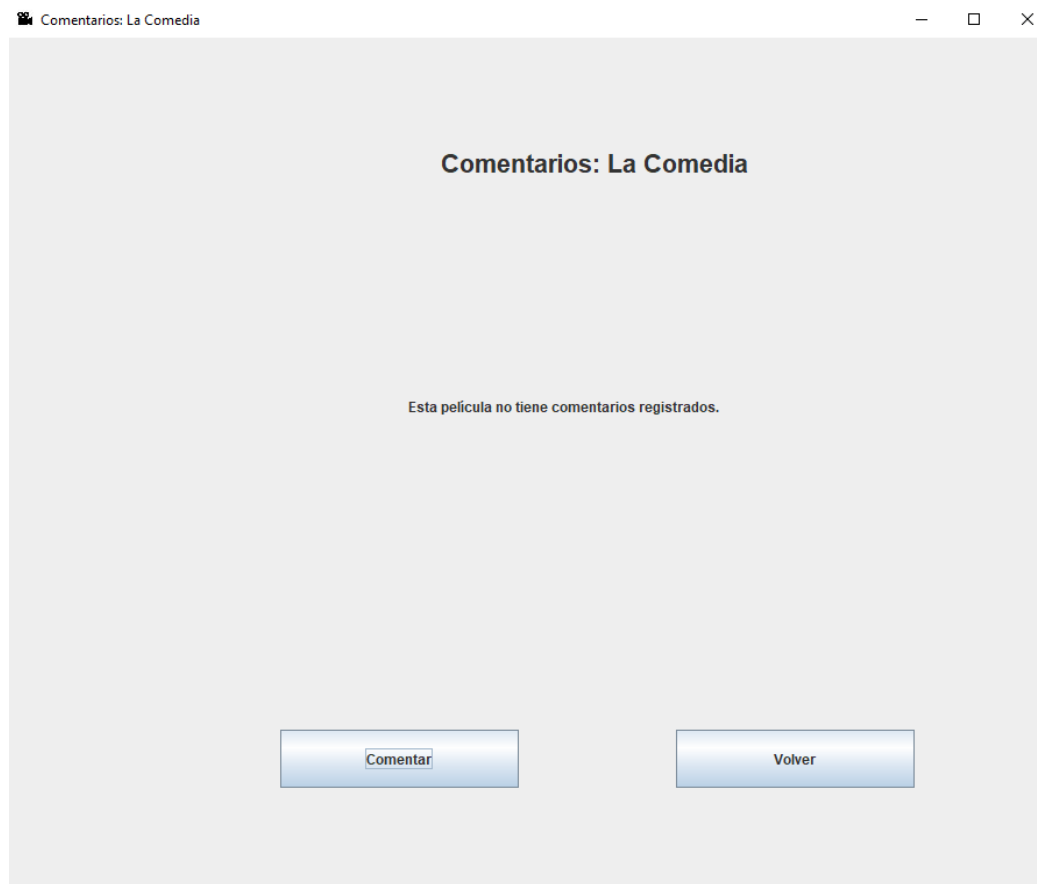 Comentarios: La Comedia
Comentarios: La Comedia
Esta película no tiene comentarios registrados.
Comentar
Volver